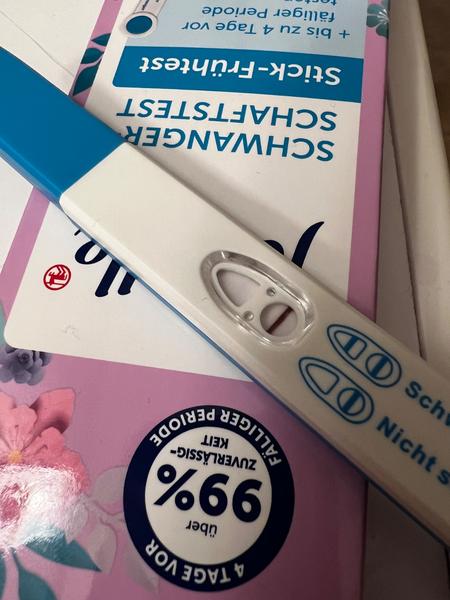 4 TAGE VOR
über
99%
ZUVERLÄSSIG-
KEIT
FÄLLIGER PERIODE
SCHWANGER-
SCHAFTSTEST
Stick-Frühtest
+ bis zu 4 Tage vor
fälliger Periode
Schw
Nicht s